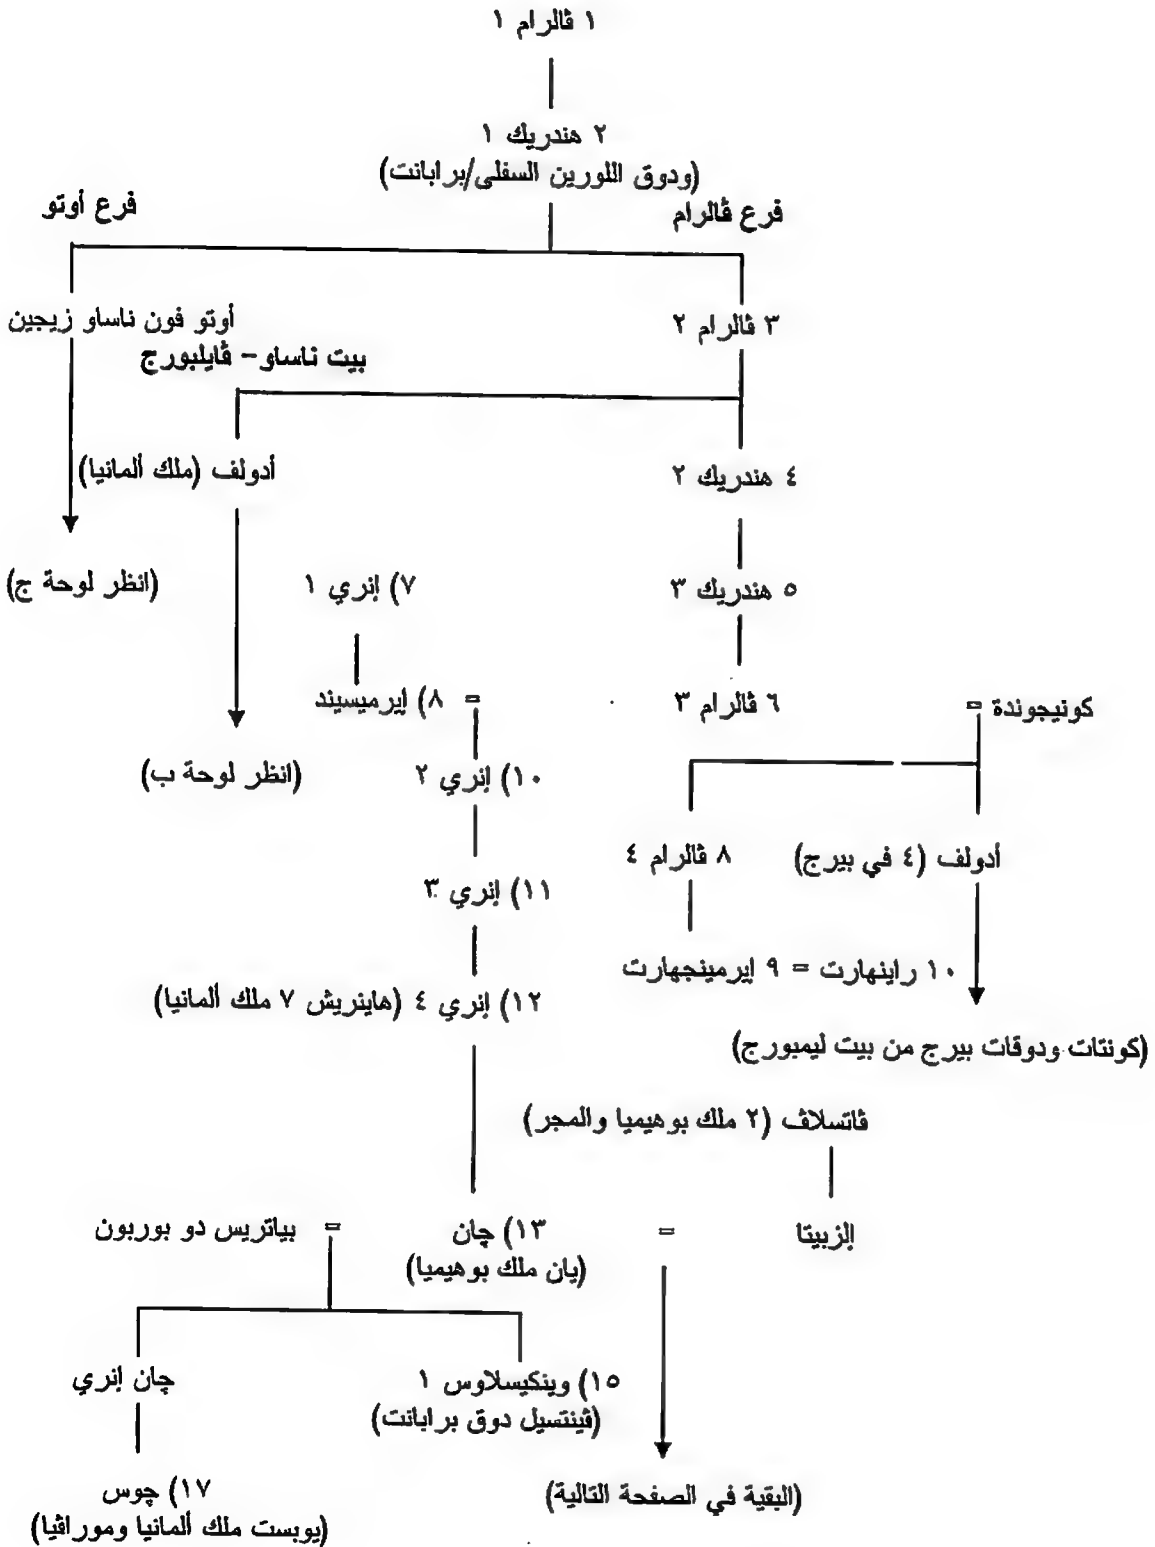 ١ ڤالرام ١
٢ هندريك ١
(ودوق اللورين السفلى/برابانت)
فرع ڤالرام
فرع أوتو
٣ ڤالرام ٢
أوتو فون ناساو زيجين
بيت ناساو- ڤايلبورج
٤ هندريك ٢
أدولف (ملك ألمانيا)
٥ هندريك ٣
٧) إنري ١
(انظر لوحة ج)
كونيجوندة =
٦ ڤالرام ٣
= ٨) إيرميسيند
١٠) إنري ٢
(انظر لوحة ب)
أدولف (٤ في بيرج)
٨ ڤالرام ٤
١١) إنري ٣
١٠ راينهارت = ٩ إيرمينجهارت
١٢) إنري ٤ (هاينريش ٧ ملك ألمانيا)
(كونتات ودوقات بيرج من بيت ليمبورج)
ڤاتسلاڤ (٢ ملك بوهيميا والمجر)
إلزبيتا = ١٣) چان = بياتريس دو بوربون
(يان ملك بوهيميا)
١٥) وينكيسلاوس ١
چان إنري
(ڤينتسيل دوق برابانت)
(البقية في الصفحة التالية)
١٧) چوس
(يوبست ملك ألمانيا وموراڤيا)